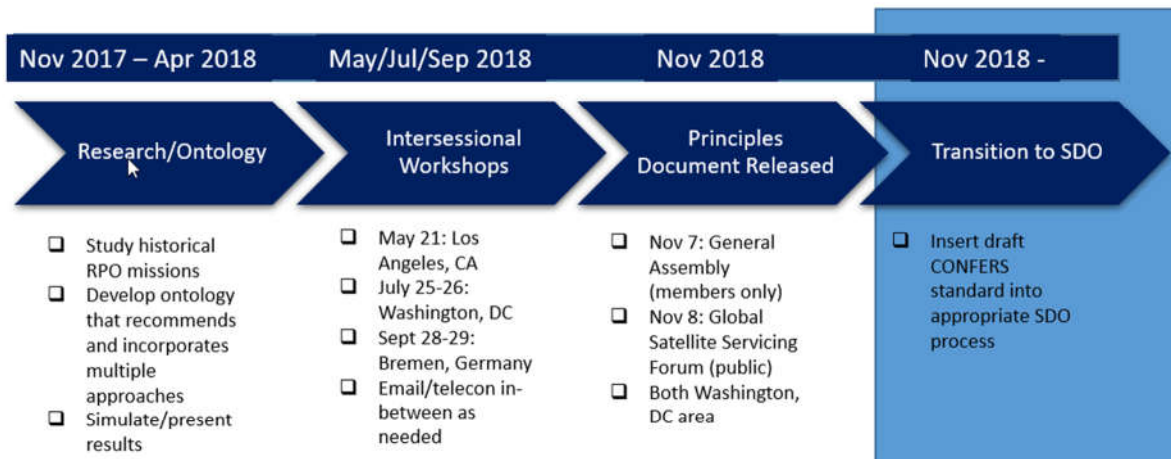 Nov 2017 – Apr 2018
May/Jul/Sep 2018
Nov 2018
Nov 2018 -
Research/Ontology
Intersessional
Workshops
Principles
Document Released
Transition to SDO
Study historical
RPO missions
Develop ontology
that recommends
and incorporates
multiple
approaches
Simulate/present
results
May 21: Los
Angeles, CA
July 25-26:
Washington, DC
Sept 28-29:
Bremen, Germany
Email/telecon in-
between as
needed
Nov 7: General
Assembly
(members only)
Nov 8: Global
Satellite Servicing
Forum (public)
Both Washington,
DC area
Insert draft
CONFERS
standard into
appropriate SDO
process